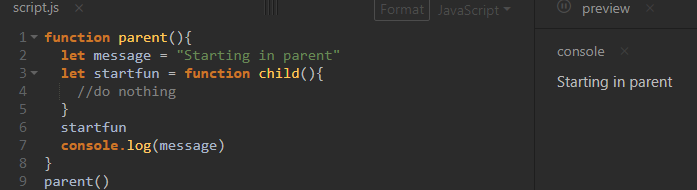 script.js
Format JavaScript
preview
1 function parent(){
2 let message = "Starting in parent"
3 let startfun = function child(){
4 //do nothing
5 }
6 startfun
7 console.log(message)
8 }
9 parent()
console
Starting in parent